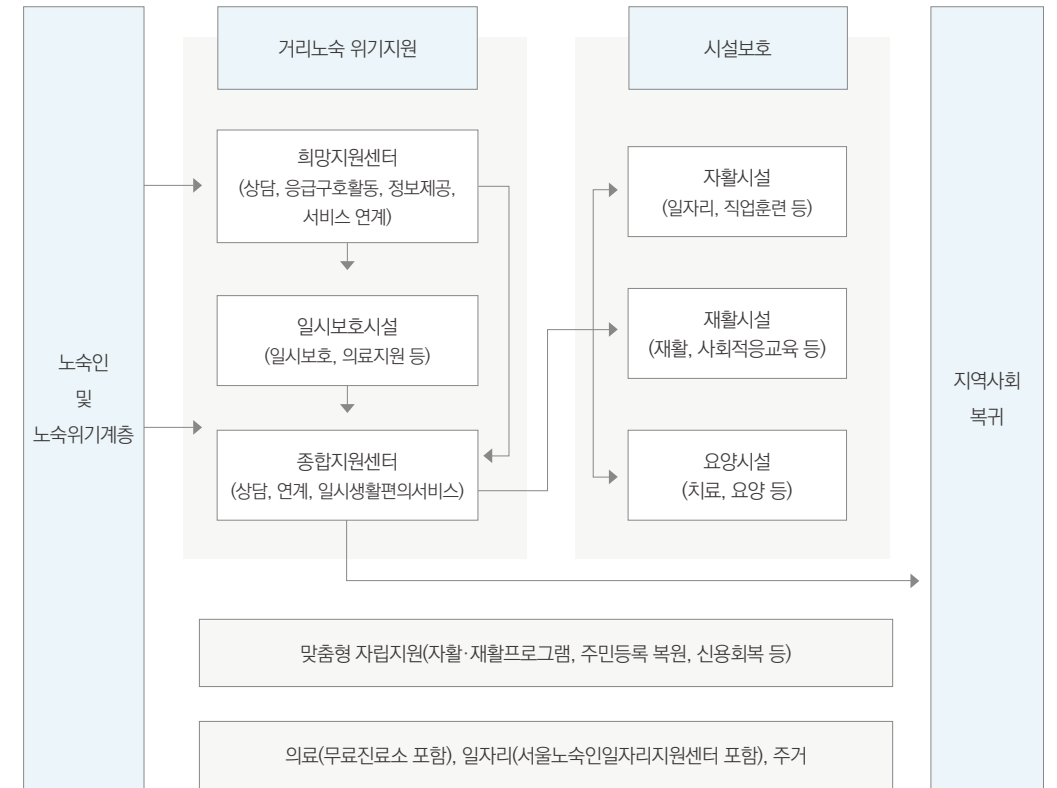 노숙인
및
노숙위기계층
거리노숙 위기지원
희망지원센터
(상담, 응급구호활동, 정보제공,
서비스 연계)
일시보호시설
(일시보호, 의료지원 등)
종합지원센터
(상담, 연계, 일시생활편의서비스)
시설보호
자활시설
(일자리, 직업훈련 등)
재활시설
(재활, 사회적응교육 등)
요양시설
(치료, 요양 등)
지역사회
복귀
맞춤형 자립지원(자활·재활프로그램, 주민등록 복원, 신용회복 등)
의료(무료진료소 포함), 일자리(서울노숙인일자리지원센터 포함), 주거